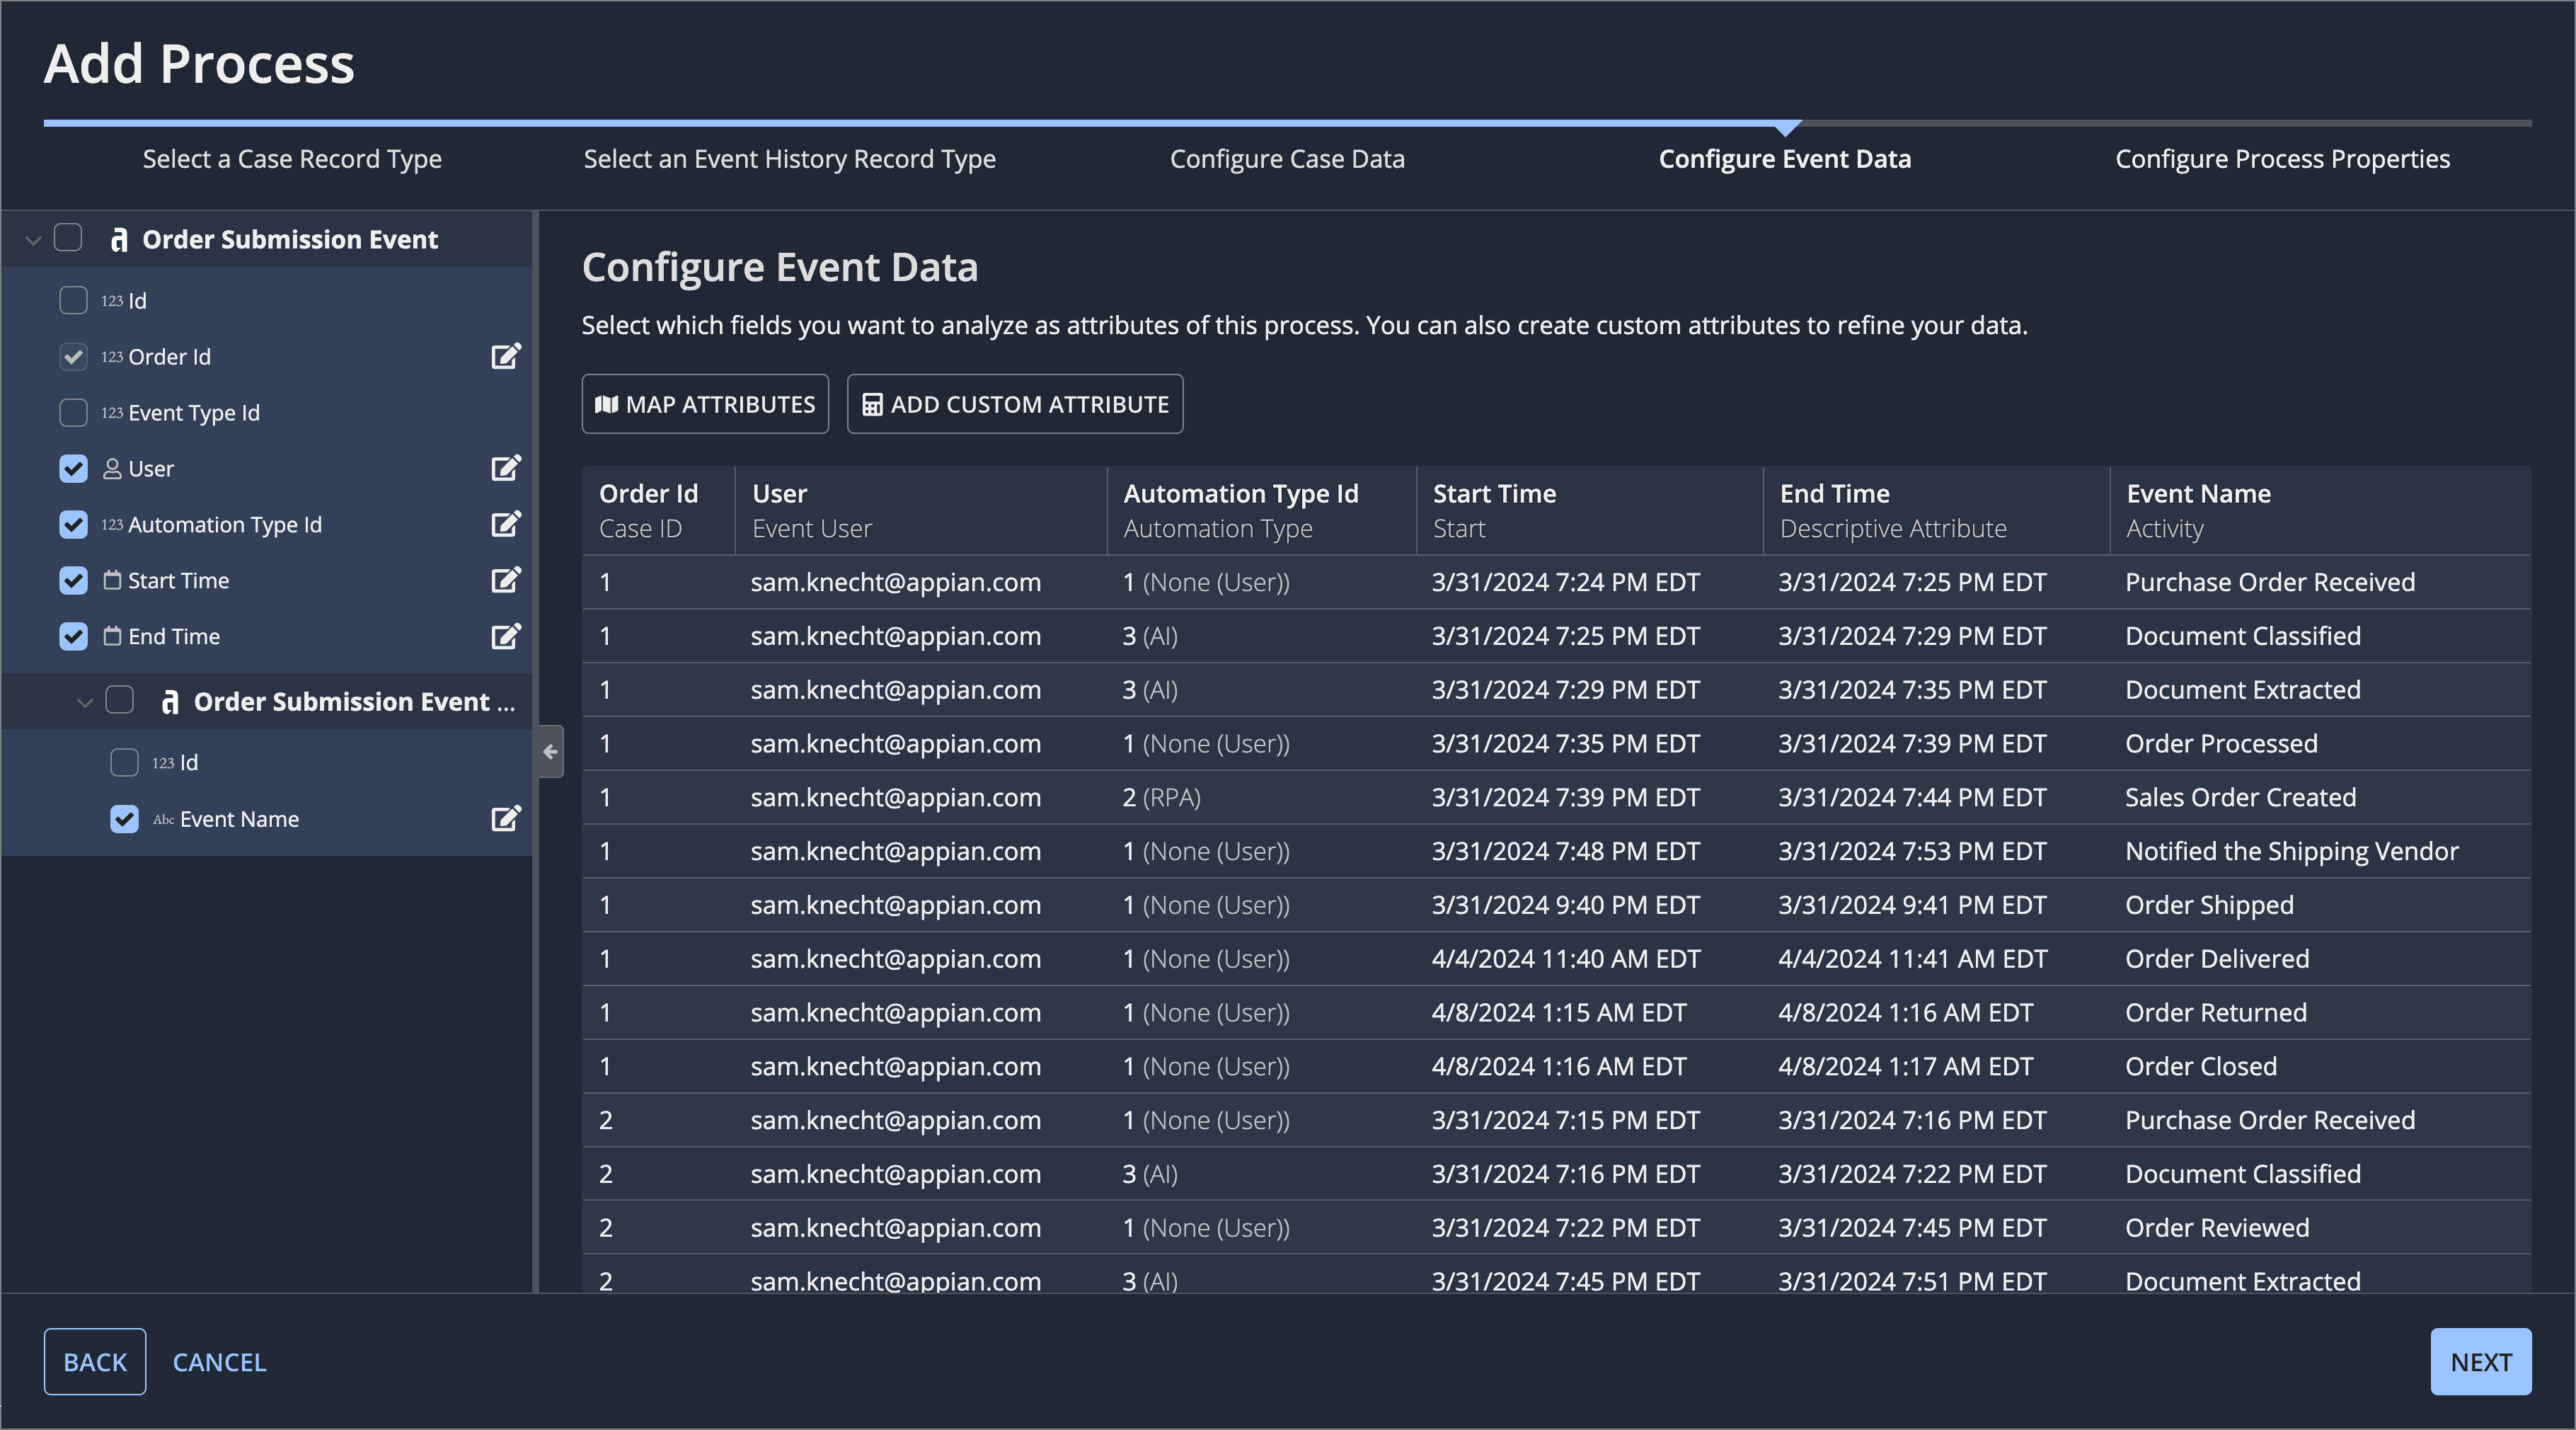 Add Process
Select a Case Record Type
Select an Event History Record Type
Configure Case Data
Configure Event Data
Configure Process Properties
Order Submission Event
123 Id
123 Order Id
123 Event Type Id
User
123 Automation Type Id
Start Time
End Time
Order Submission Event ...
123 Id
Abc Event Name
Configure Event Data
Select which fields you want to analyze as attributes of this process. You can also create custom attributes to refine your data.
MAP ATTRIBUTES
ADD CUSTOM ATTRIBUTE
Order Id User Automation Type Id Start Time End Time Event Name
Case ID Event User Automation Type Start Descriptive Attribute Activity
1 sam.knecht@appian.com 1 (None (User)) 3/31/2024 7:24 PM EDT 3/31/2024 7:25 PM EDT Purchase Order Received
1 sam.knecht@appian.com 3 (AI) 3/31/2024 7:25 PM EDT 3/31/2024 7:29 PM EDT Document Classified
1 sam.knecht@appian.com 3 (AI) 3/31/2024 7:29 PM EDT 3/31/2024 7:35 PM EDT Document Extracted
1 sam.knecht@appian.com 1 (None (User)) 3/31/2024 7:35 PM EDT 3/31/2024 7:39 PM EDT Order Processed
1 sam.knecht@appian.com 2 (RPA) 3/31/2024 7:39 PM EDT 3/31/2024 7:44 PM EDT Sales Order Created
1 sam.knecht@appian.com 1 (None (User)) 3/31/2024 7:48 PM EDT 3/31/2024 7:53 PM EDT Notified the Shipping Vendor
1 sam.knecht@appian.com 1 (None (User)) 3/31/2024 9:40 PM EDT 3/31/2024 9:41 PM EDT Order Shipped
1 sam.knecht@appian.com 1 (None (User)) 4/4/2024 11:40 AM EDT 4/4/2024 11:41 AM EDT Order Delivered
1 sam.knecht@appian.com 1 (None (User)) 4/8/2024 1:15 AM EDT 4/8/2024 1:16 AM EDT Order Returned
1 sam.knecht@appian.com 1 (None (User)) 4/8/2024 1:16 AM EDT 4/8/2024 1:17 AM EDT Order Closed
2 sam.knecht@appian.com 1 (None (User)) 3/31/2024 7:15 PM EDT 3/31/2024 7:16 PM EDT Purchase Order Received
2 sam.knecht@appian.com 3 (AI) 3/31/2024 7:16 PM EDT 3/31/2024 7:22 PM EDT Document Classified
2 sam.knecht@appian.com 1 (None (User)) 3/31/2024 7:22 PM EDT 3/31/2024 7:45 PM EDT Order Reviewed
2 sam.knecht@appian.com 3 (AI) 3/31/2024 7:45 PM EDT 3/31/2024 7:51 PM EDT Document Extracted
BACK
CANCEL
NEXT